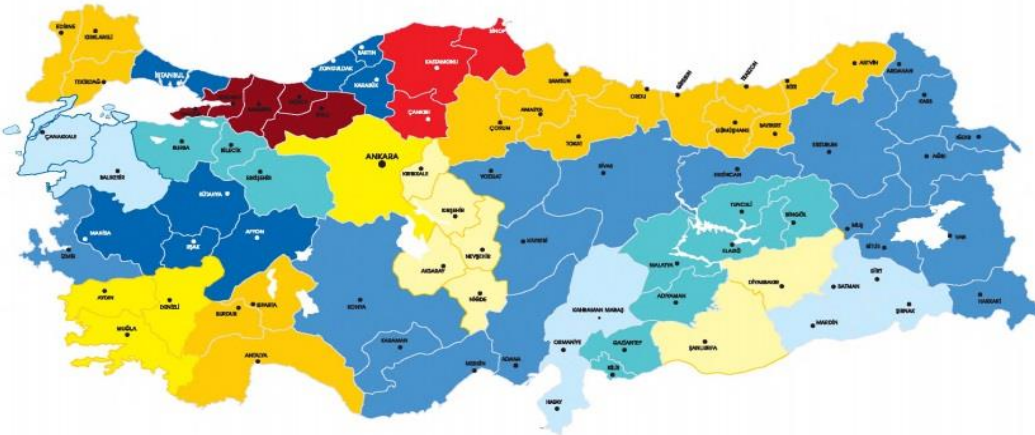 EDİRNE
KIRKLARELİ
TEKİRDAĞ
İSTANBUL
ÇANAKKALE
BALIKESİR
BURSA
BİLECİK
ESKİŞEHİR
KÜTAHYA
MANİSA
UŞAK
AFYON
İZMİR
AYDIN
DENİZLİ
MUĞLA
BURDUR
ISPARTA
ANTALYA
BARTIN
ZONGULDAK
KARABÜK
KASTAMONU
SİNOP
ÇANKIRI
ANKARA
KIRIKKALE
KIRŞEHİR
NEVŞEHİR
AKSARAY
NİĞDE
KONYA
KARAMAN
MERSİN
ADANA
SAMSUN
ÇORUM
AMASYA
TOKAT
ORDU
GİRESUN
TRABZON
RİZE
ARTVİN
GÜMÜŞHANE
BAYBURT
ARDAHAN
KARS
IĞDIR
AĞRI
ERZURUM
ERZİNCAN
SİVAS
YOZGAT
KAYSERİ
TUNCELİ
BİNGÖL
ELAZIĞ
MALATYA
ADIYAMAN
MUŞ
BİTLİS
VAN
HAKKARİ
SİİRT
BATMAN
ŞIRNAK
MARDİN
DİYARBAKIR
ŞANLIURFA
KAHRAMAN MARAŞ
OSMANİYE
GAZİANTEP
KİLİS
HATAY